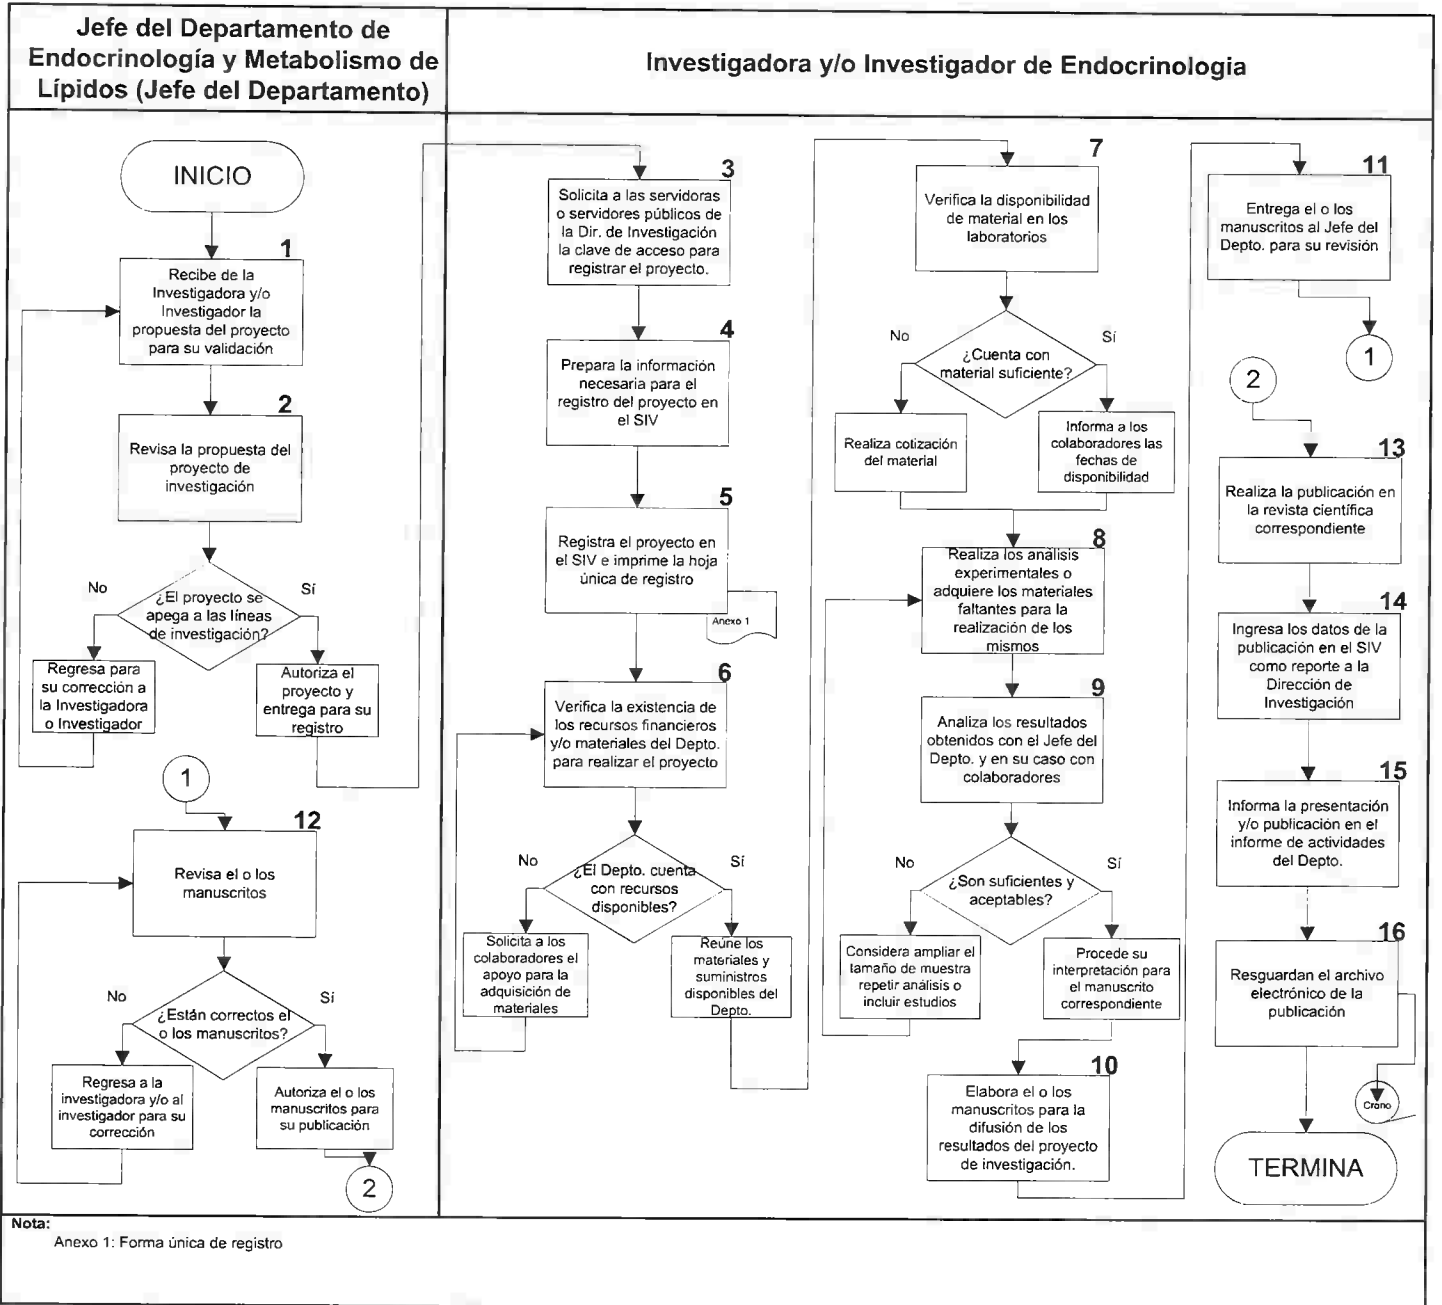 Jefe del Departamento de
Endocrinología y Metabolismo de
Lípidos (Jefe del Departamento)
Investigadora y/o Investigador de Endocrinologia
INICIO
1
Recibe de la
Investigadora y/o
Investigador la
propuesta del proyecto
para su validación
2
Revisa la propuesta del
proyecto de
investigación
No
Sí
¿El proyecto se
apega a las líneas
de investigación?
Regresa para
su corrección a
la Investigadora
o Investigador
Autoriza el
proyecto y
entrega para su
registro
1
12
Revisa el o los
manuscritos
No
Sí
¿Están correctos el
o los manuscritos?
Regresa a la
investigadora y/o al
investigador para su
corrección
Autoriza el o los
manuscritos para
su publicación
2
3
Solicita a las servidoras
o servidores públicos de
la Dir. de Investigación
la clave de acceso para
registrar el proyecto.
4
Prepara la información
necesaria para el
registro del proyecto en
el SIV
5
Registra el proyecto en
el SIV e imprime la hoja
única de registro
Anexo 1
6
Verifica la existencia de
los recursos financieros
y/o materiales del Depto.
para realizar el proyecto
No
Sí
¿El Depto. cuenta
con recursos
disponibles?
Solicita a los
colaboradores el
apoyo para la
adquisición de
materiales
Reúne los
materiales y
suministros
disponibles del
Depto.
7
Verifica la disponibilidad
de material en los
laboratorios
No
Sí
¿Cuenta con
material suficiente?
Realiza cotización
del material
Informa a los
colaboradores las
fechas de
disponibilidad
8
Realiza los análisis
experimentales o
adquiere los materiales
faltantes para la
realización de los
mismos
9
Analiza los resultados
obtenidos con el Jefe del
Depto. y en su caso con
colaboradores
No
Sí
¿Son suficientes y
aceptables?
Considera ampliar el
tamaño de muestra
repetir análisis o
incluir estudios
Procede su
interpretación para
el manuscrito
correspondiente
10
Elabora el o los
manuscritos para la
difusión de los
resultados del proyecto
de investigación.
11
Entrega el o los
manuscritos al Jefe del
Depto. para su revisión
1
2
13
Realiza la publicación en
la revista científica
correspondiente
14
Ingresa los datos de la
publicación en el SIV
como reporte a la
Dirección de
Investigación
15
Informa la presentación
y/o publicación en el
informe de actividades
del Depto.
16
Resguardan el archivo
electrónico de la
publicación
Crono
TERMINA
Nota:
Anexo 1: Forma única de registro